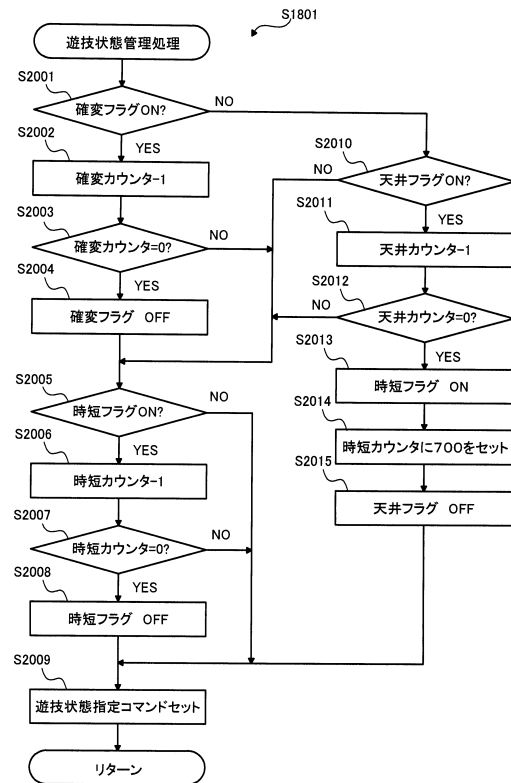 S1801
遊技状態管理処理
S2001
確変フラグON?
NO
YES
S2002
確変カウンタ-1
S2003
確変カウンタ=0?
NO
YES
S2004
確変フラグ OFF
S2005
時短フラグON?
NO
YES
S2006
時短カウンタ-1
S2007
時短カウンタ=0?
NO
YES
S2008
時短フラグ OFF
S2009
遊技状態指定コマンドセット
リターン
S2010
天井フラグON?
NO
YES
S2011
天井カウンタ-1
S2012
天井カウンタ=0?
NO
YES
S2013
時短フラグ ON
S2014
時短カウンタに700をセット
S2015
天井フラグ OFF